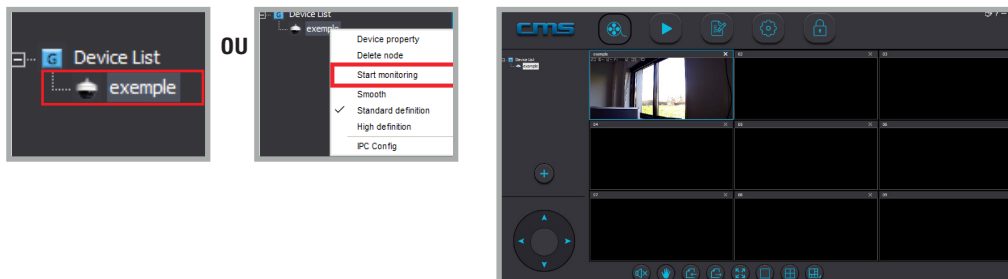 Device List
exemple
OU
Device List
exemple
Device property
Delete node
Start monitoring
Smooth
Standard definition
High definition
IPC Config
cms
Device List
exemple
exemple
02
03
04
05
06
07
08
09